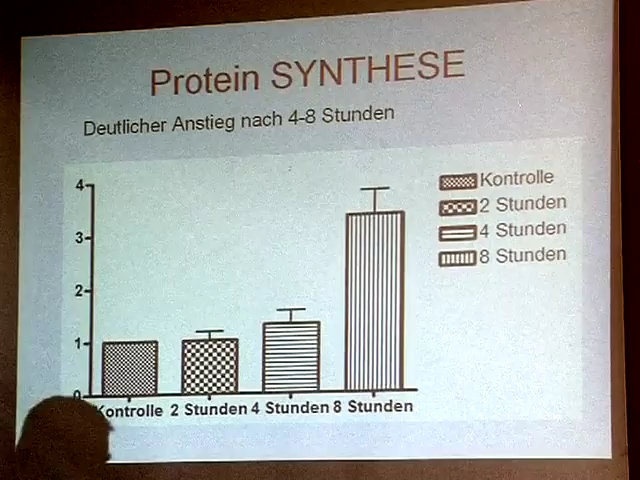 Protein SYNTHESE
Deutlicher Anstieg nach 4-8 Stunden
4
3
2
1
0
Kontrolle 2 Stunden 4 Stunden 8 Stunden
Kontrolle
2 Stunden
4 Stunden
8 Stunden